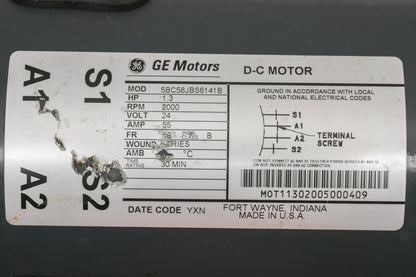 GE Motors
D-C MOTOR
MOD 5BC58JBS6141B
HP 1.3
RPM 2000
VOLT 24
AMP 55
FR B
WOUND SERIES
AMB °C
TIME RATING 30 MIN
DATE CODE YXN
GROUND IN ACCORDANCE WITH LOCAL
AND NATIONAL ELECTRICAL CODES
S1
A1
A2
S2
TERMINAL
SCREW
MOT11302005000409
FORT WAYNE, INDIANA
MADE IN U.S.A.
A1 S1
A2 S2